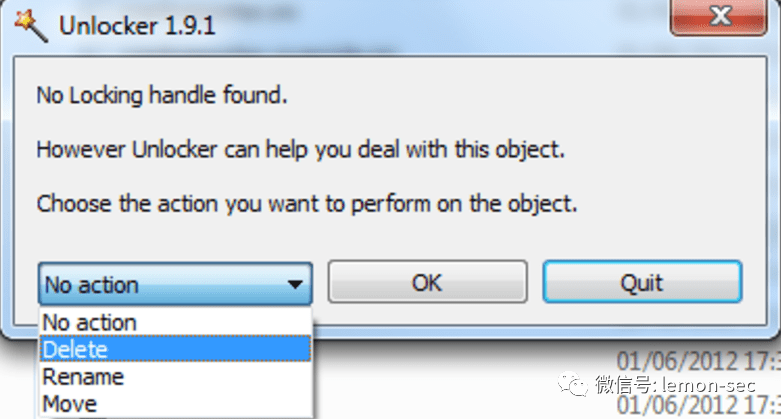 Unlocker 1.9.1
No Locking handle found.
However Unlocker can help you deal with this object.
Choose the action you want to perform on the object.
No action
OK
Quit
No action
Delete
Rename
Move
01/06/2012 17:3
微信号: lemon-sec
01/06/2012 17:3